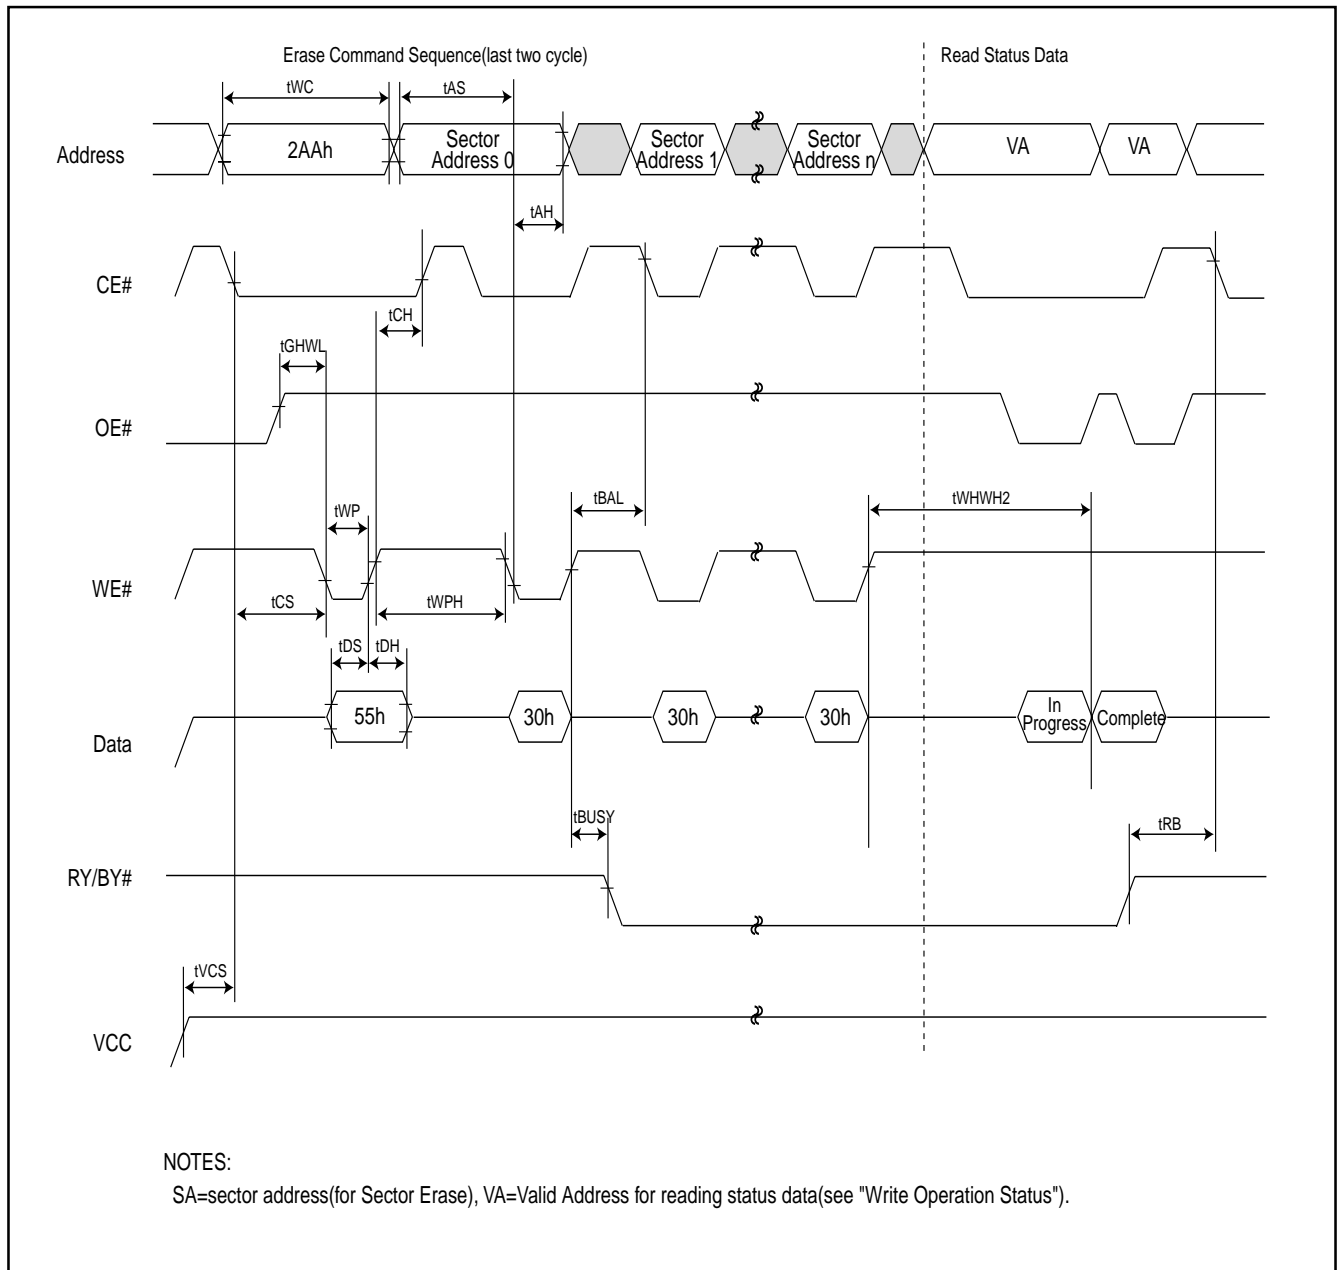 Erase Command Sequence(last two cycle)
Read Status Data
tWC
tAS
Address
2AAh
Sector
Address 0
Sector
Address 1
Sector
Address n
VA
VA
tAH
CE#
tCH
tGHWL
OE#
tWP
tBAL
tWHWH2
WE#
tCS
tWPH
tDS
tDH
Data
55h
30h
30h
30h
In
Progress
Complete
tBUSY
tRB
RY/BY#
tVCS
VCC
NOTES:
SA=sector address(for Sector Erase), VA=Valid Address for reading status data(see "Write Operation Status").